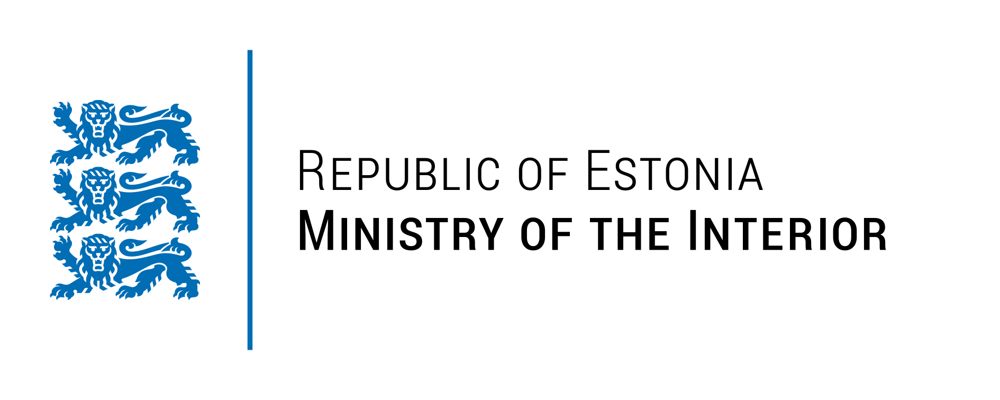 Republic of Estonia
Ministry of the Interior